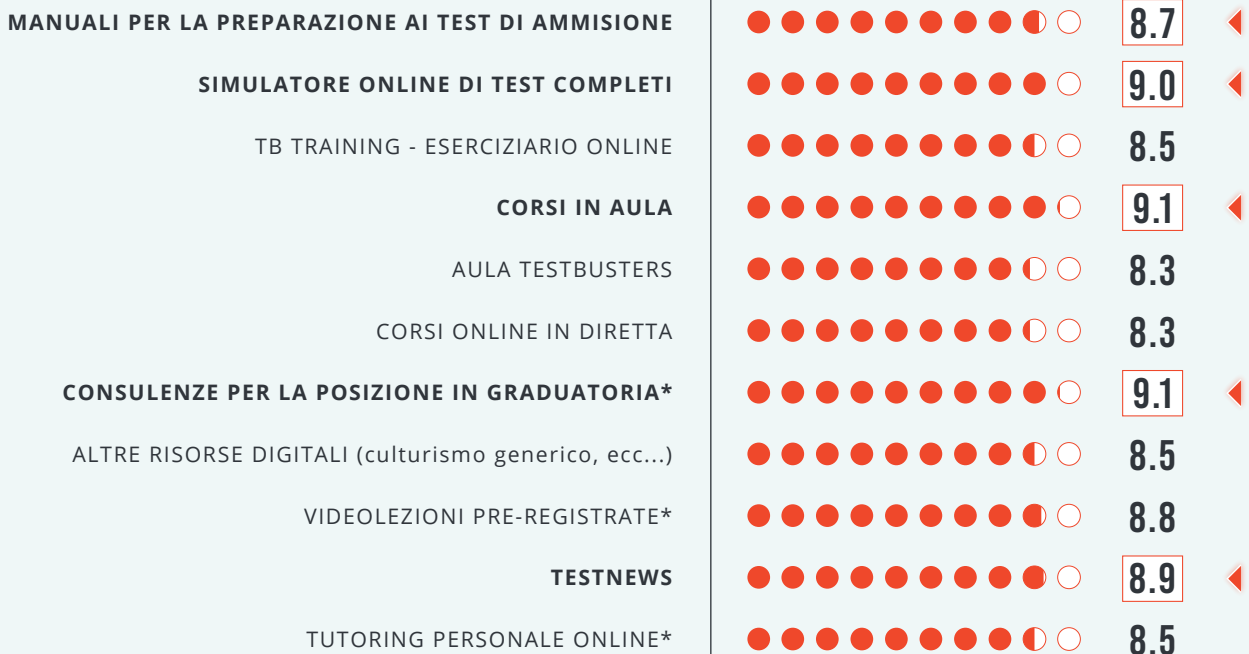 MANUALI PER LA PREPARAZIONE AI TEST DI AMMISIONE 8.7
SIMULATORE ONLINE DI TEST COMPLETI 9.0
TB TRAINING - ESERCIZIARIO ONLINE 8.5
CORSI IN AULA 9.1
AULA TESTBUSTERS 8.3
CORSI ONLINE IN DIRETTA 8.3
CONSULENZE PER LA POSIZIONE IN GRADUATORIA* 9.1
ALTRE RISORSE DIGITALI (culturismo generico, ecc...) 8.5
VIDEOLEZIONI PRE-REGISTRATE* 8.8
TESTNEWS 8.9
TUTORING PERSONALE ONLINE* 8.5